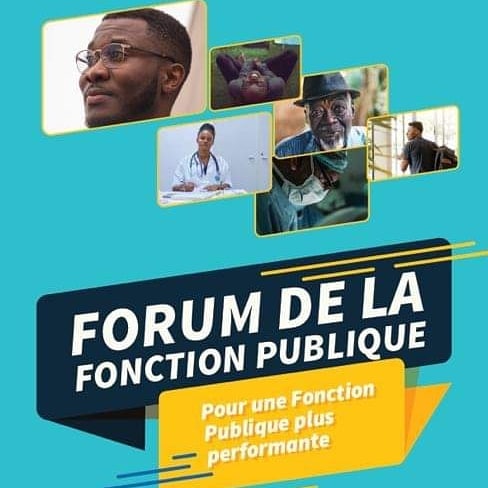 FORUM DE LA
FONCTION PUBLIQUE
Pour une Fonction
Publique plus
performante